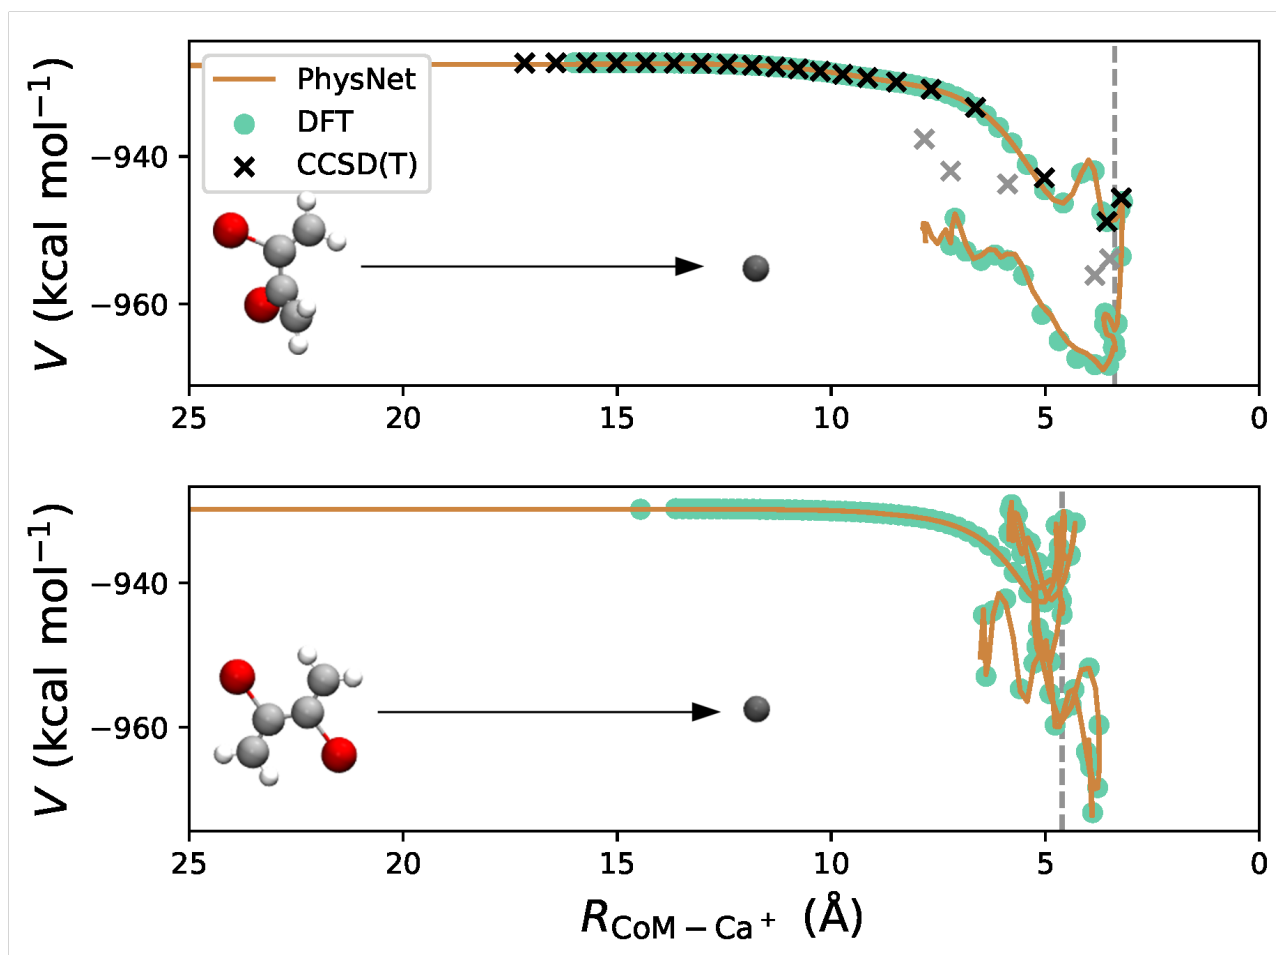 V (kcal mol⁻¹)
PhysNet
DFT
CCSD(T)
−940
−960
25 20 15 10 5 0
V (kcal mol⁻¹)
−940
−960
25 20 15 10 5 0
R_CoM − Ca⁺ (Å)